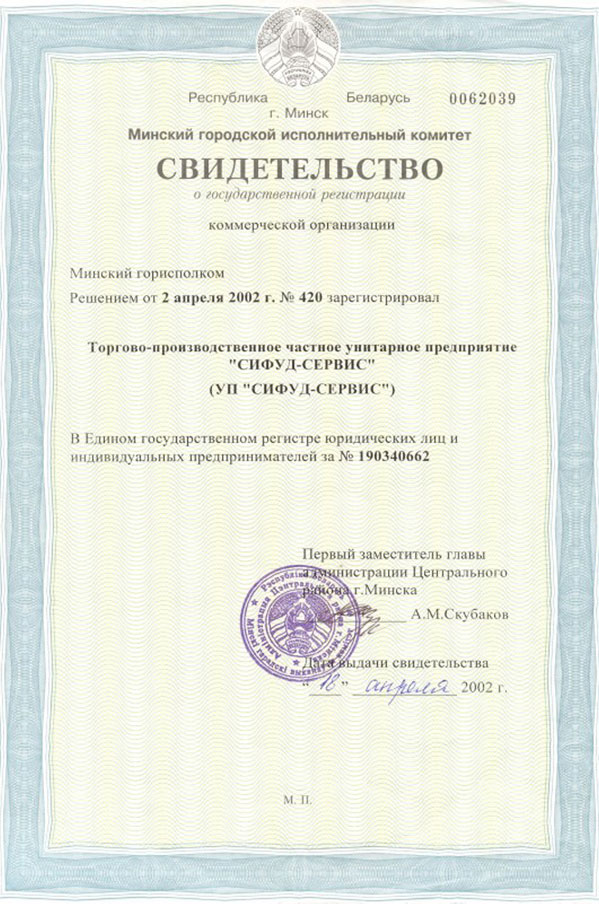 Республика Беларусь 0062039
г. Минск
Минский городской исполнительный комитет
СВИДЕТЕЛЬСТВО
о государственной регистрации
коммерческой организации
Минский горисполком
Решением от 2 апреля 2002 г. № 420 зарегистрировал
Торгово-производственное частное унитарное предприятие
"СИФУД-СЕРВИС"
(УП "СИФУД-СЕРВИС")
В Едином государственном регистре юридических лиц и
индивидуальных предпринимателей за № 190340662
Первый заместитель главы
администрации Центрального
района г.Минска
А.М.Скубаков
Дата выдачи свидетельства
"18" апреля 2002 г.
М. П.